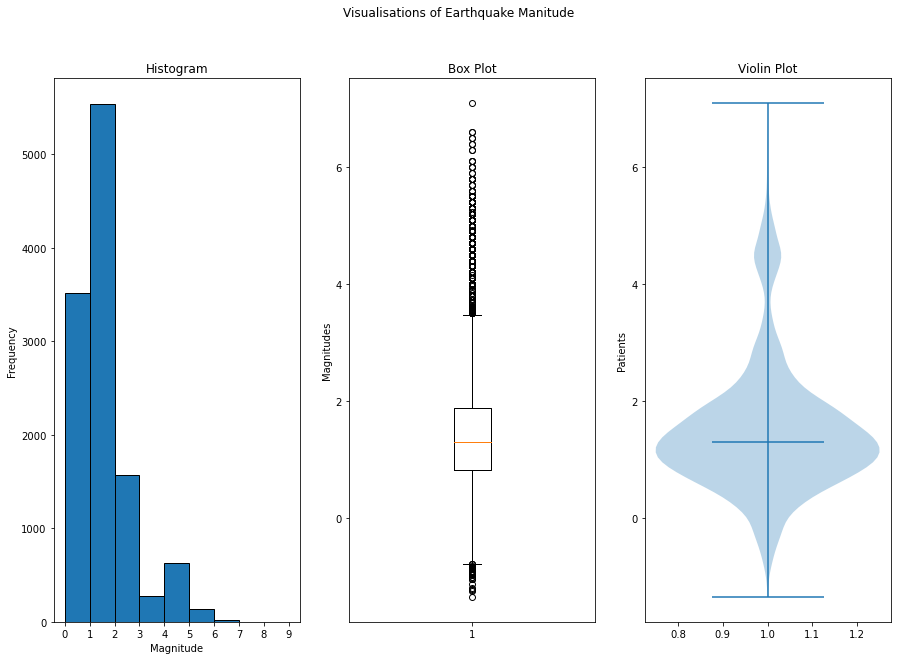 Visualisations of Earthquake Manitude
Histogram
Frequency
5000
4000
3000
2000
1000
0
0 1 2 3 4 5 6 7 8 9
Magnitude
Box Plot
Magnitudes
6
4
2
0
1
Violin Plot
Patients
6
4
2
0
0.8 0.9 1.0 1.1 1.2